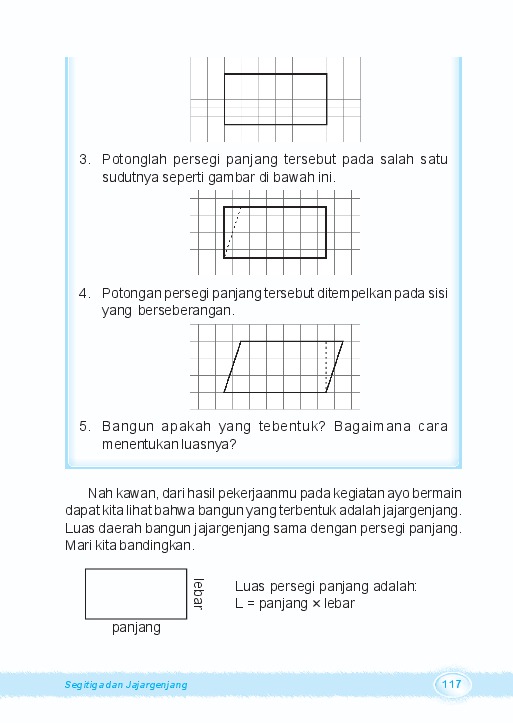 3. Potonglah persegi panjang tersebut pada salah satu
sudutnya seperti gambar di bawah ini.
4. Potongan persegi panjang tersebut ditempelkan pada sisi
yang berseberangan.
5. Bangun apakah yang tebentuk? Bagaimana cara
menentukan luasnya?
Nah kawan, dari hasil pekerjaanmu pada kegiatan ayo bermain
dapat kita lihat bahwa bangun yang terbentuk adalah jajargenjang.
Luas daerah bangun jajargenjang sama dengan persegi panjang.
Mari kita bandingkan.
lebar
Luas persegi panjang adalah:
L = panjang × lebar
panjang
Segitiga dan Jajargenjang
117